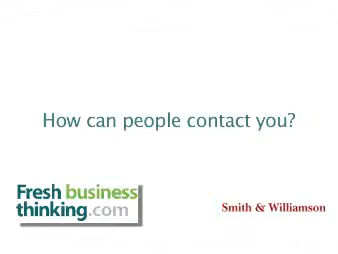 How can people contact you?
Fresh business
thinking.com
Smith & Williamson